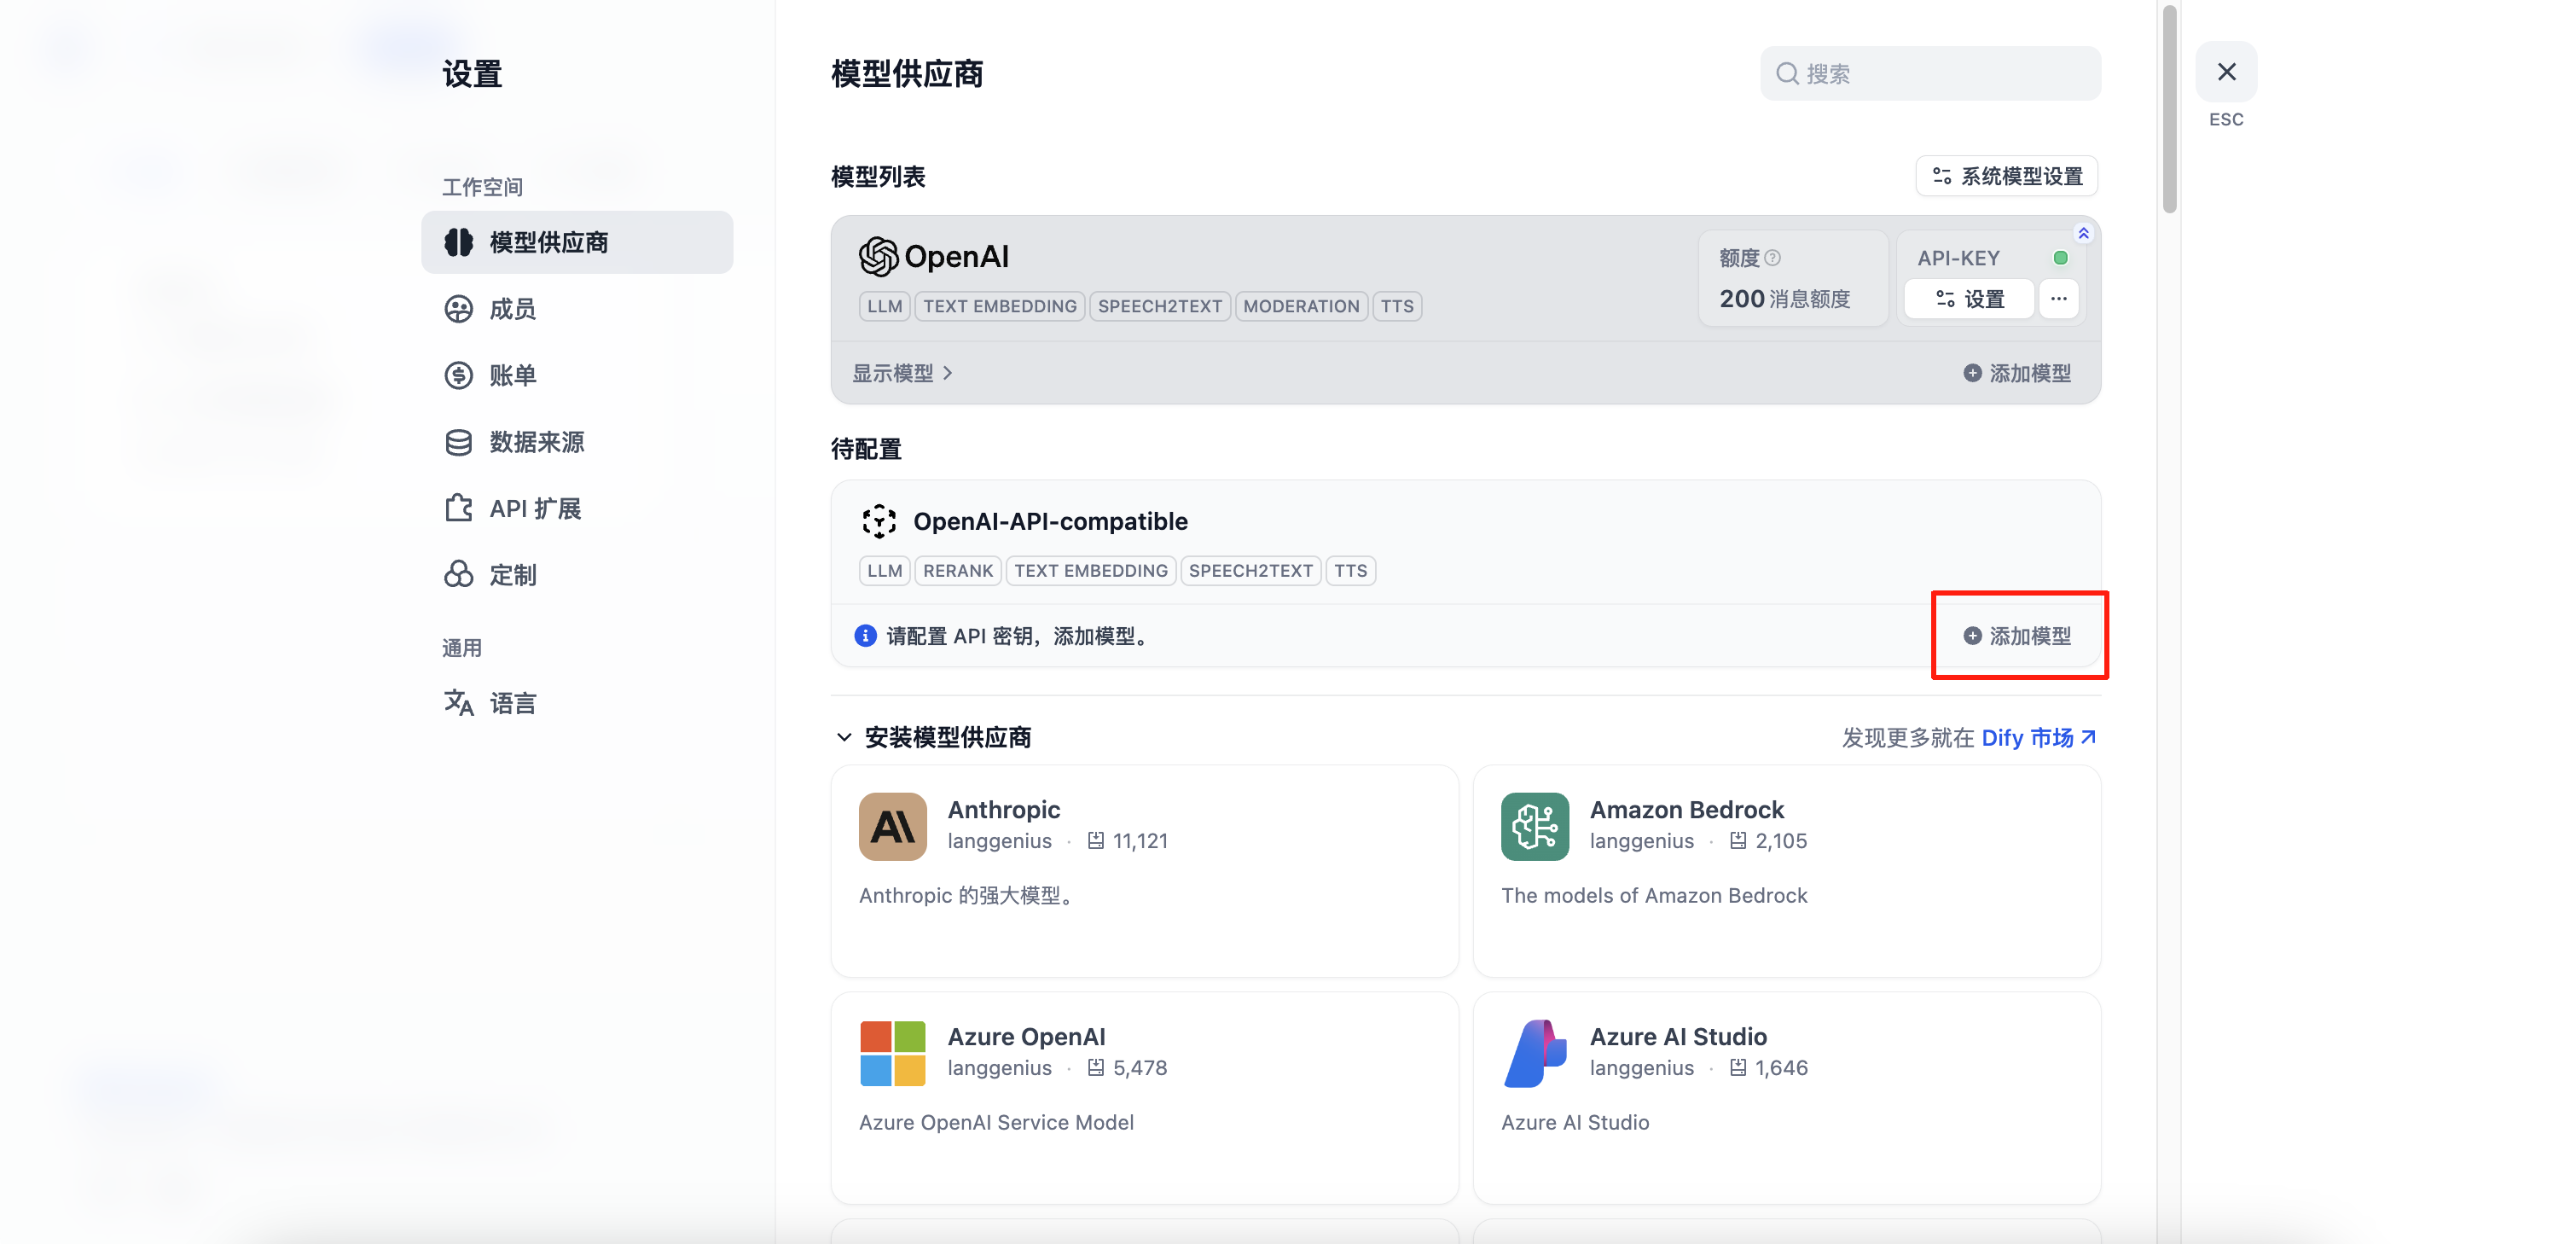 设置
工作空间
模型供应商
成员
账单
数据来源
API 扩展
定制
通用
语言
模型供应商
搜索
ESC
模型列表
系统模型设置
OpenAI
LLM TEXT EMBEDDING SPEECH2TEXT MODERATION TTS
额度
200 消息额度
API-KEY
设置
显示模型
添加模型
待配置
OpenAI-API-compatible
LLM RERANK TEXT EMBEDDING SPEECH2TEXT TTS
请配置 API 密钥，添加模型。
添加模型
安装模型供应商
发现更多就在 Dify 市场
Anthropic
langgenius · 11,121
Anthropic 的强大模型。
Amazon Bedrock
langgenius · 2,105
The models of Amazon Bedrock
Azure OpenAI
langgenius · 5,478
Azure OpenAI Service Model
Azure AI Studio
langgenius · 1,646
Azure AI Studio